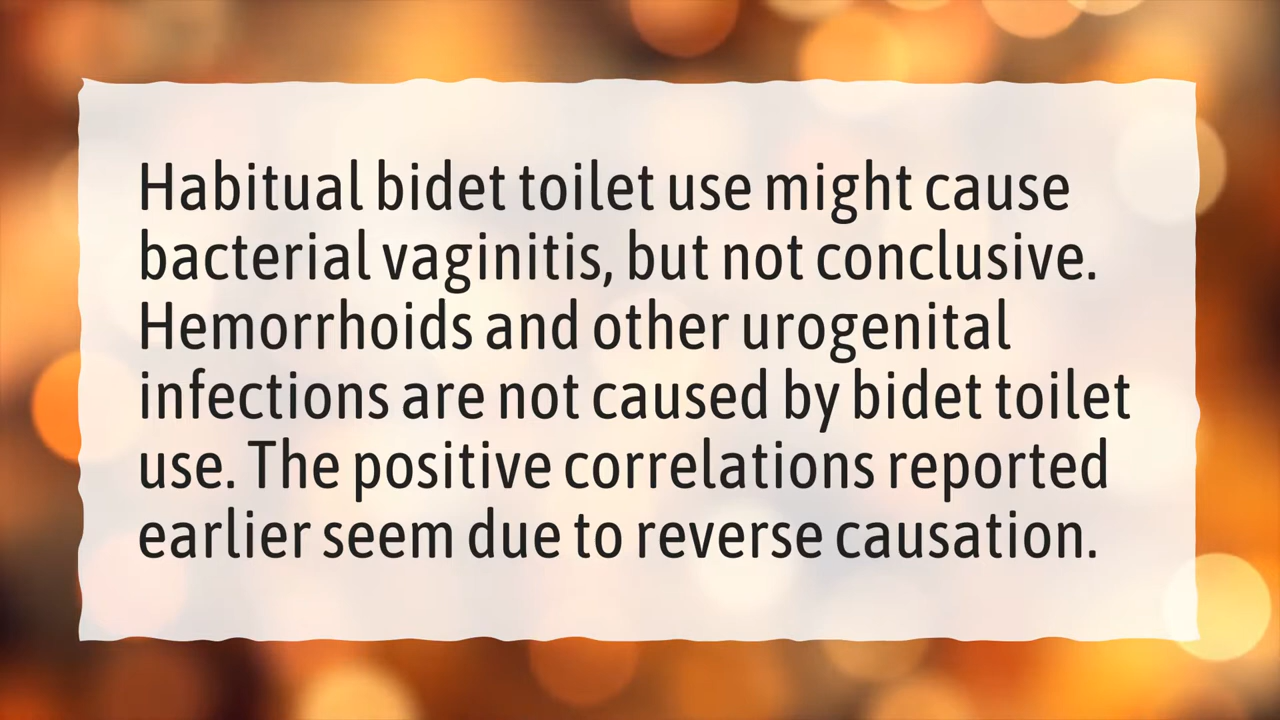 Habitual bidet toilet use might cause
bacterial vaginitis, but not conclusive.
Hemorrhoids and other urogenital
infections are not caused by bidet toilet
use. The positive correlations reported
earlier seem due to reverse causation.